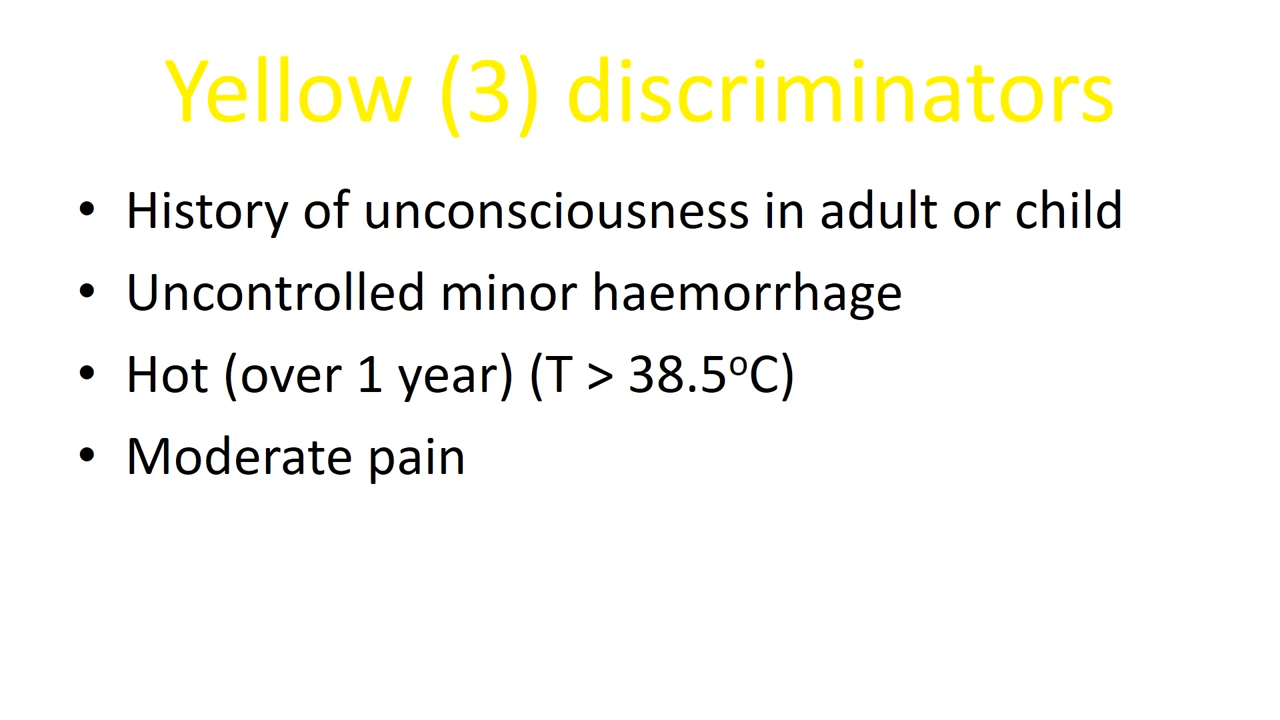 Yellow (3) discriminators
• History of unconsciousness in adult or child
• Uncontrolled minor haemorrhage
• Hot (over 1 year) (T > 38.5ºC)
• Moderate pain